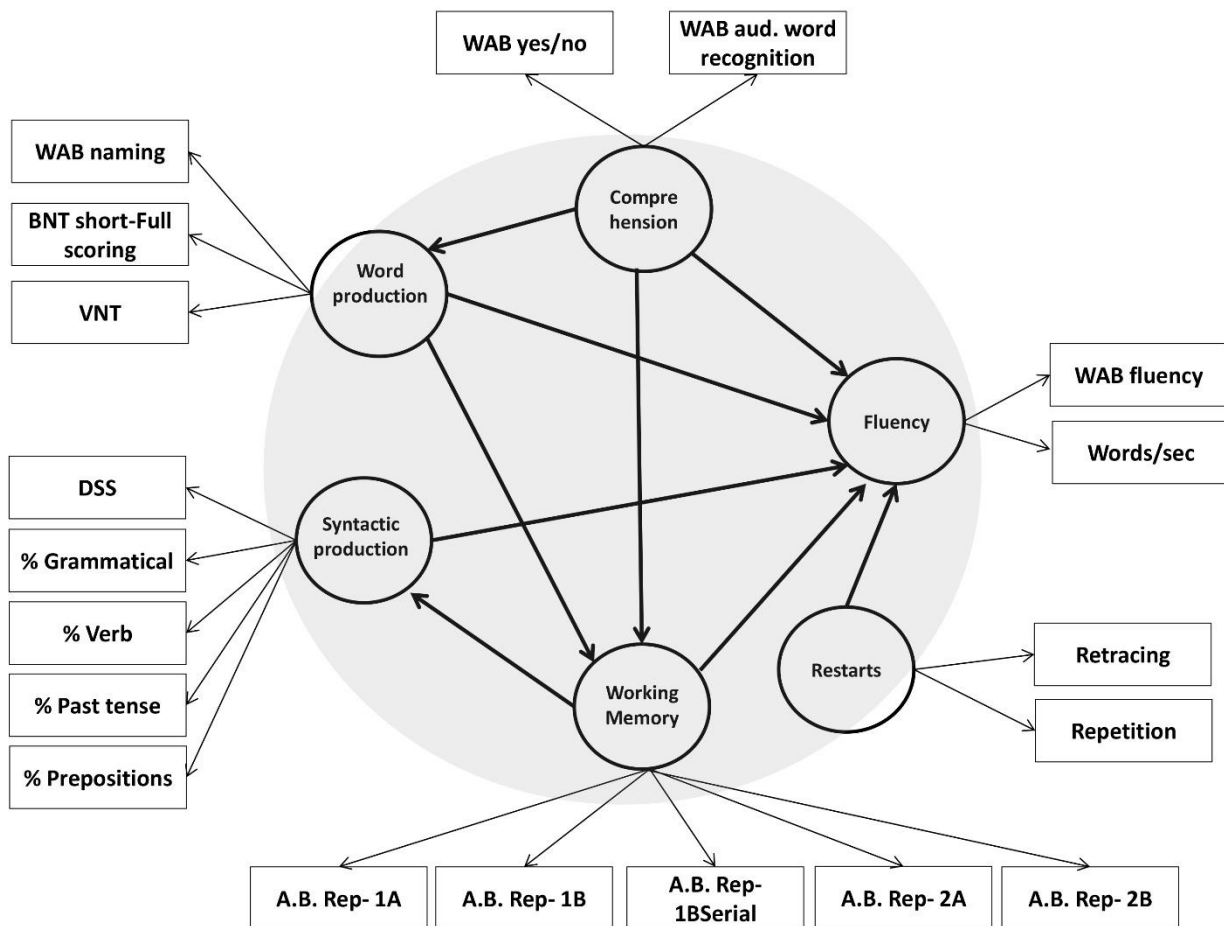 WAB yes/no
WAB aud. word
recognition
WAB naming
BNT short-Full
scoring
VNT
Compre
hension
Word
production
Fluency
WAB fluency
Words/sec
DSS
% Grammatical
% Verb
% Past tense
% Prepositions
Syntactic
production
Working
Memory
Restarts
Retracing
Repetition
A.B. Rep- 1A
A.B. Rep- 1B
A.B. Rep-
1BSerial
A.B. Rep- 2A
A.B. Rep- 2B